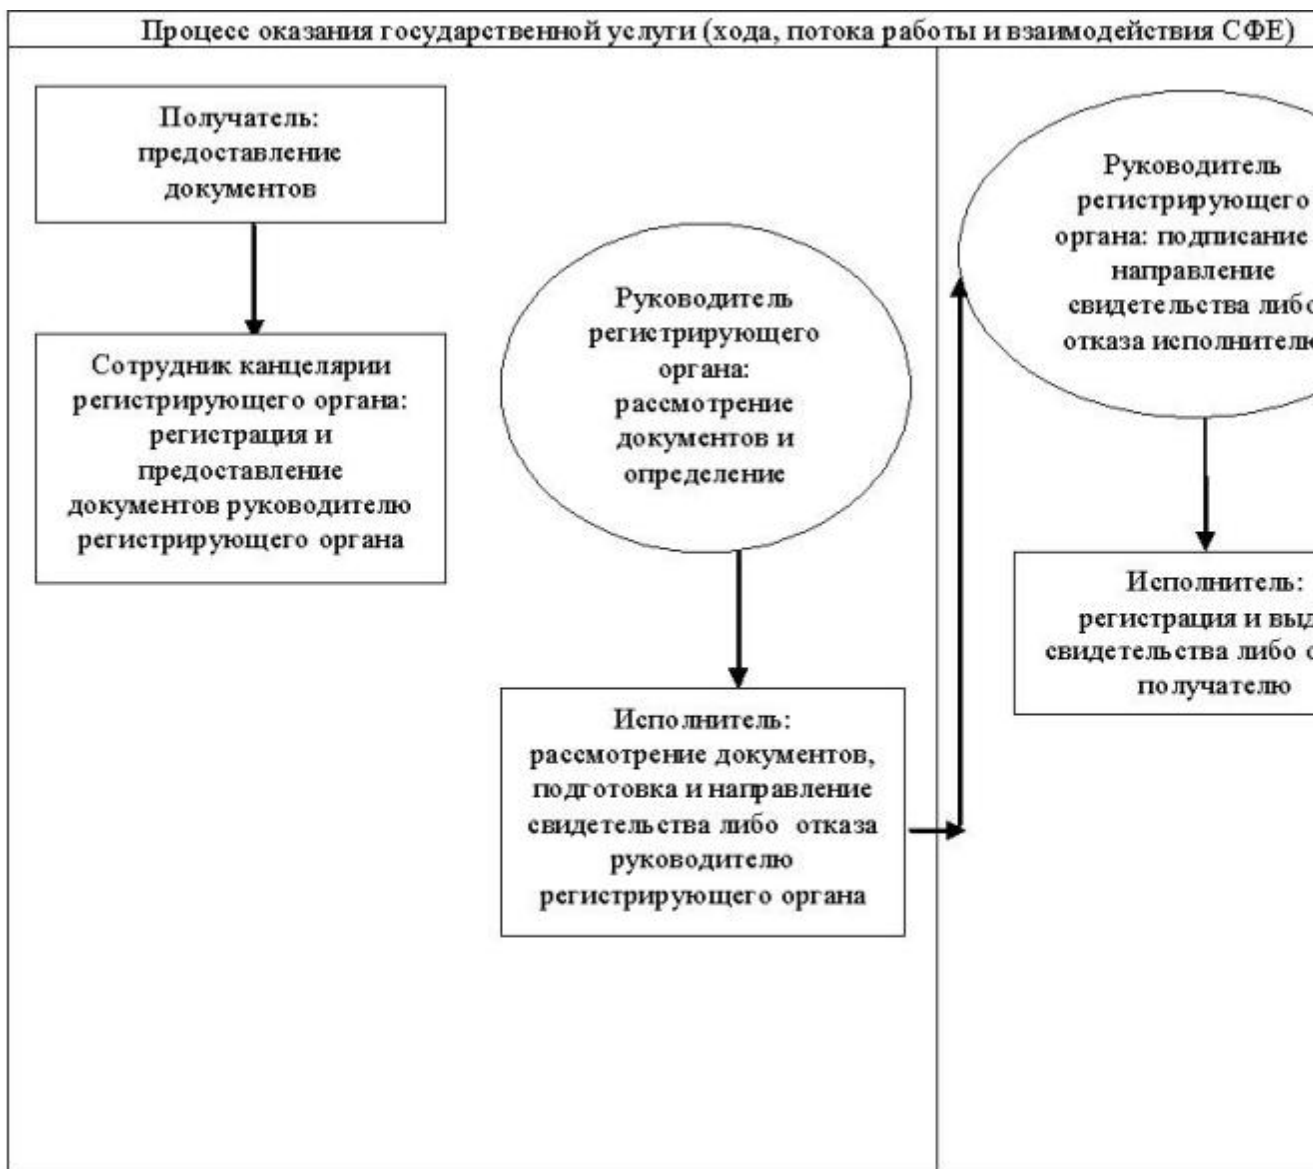 Процесс оказания государственной услуги (хода, потока работы и взаимодействия СФЕ)
Получатель:
предоставление
документов
Сотрудник канцелярии
регистрирующего органа:
регистрация и
предоставление
документов руководителю
регистрирующего органа
Руководитель
регистрирующего
органа:
рассмотрение
документов и
определение
Исполнитель:
рассмотрение документов,
подготовка и направление
свидетельства либо отказа
руководителю
регистрирующего органа
Руководитель
регистрирующего
органа: подписание
направление
свидетельства либо
отказа
Исполнитель:
регистрация и
свидетельства либо
получателю